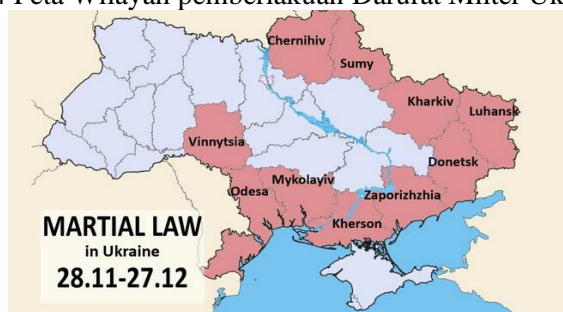 Peta Wilayah pemberlakuan Darurat Militer
Chernihiv
Sumy
Kharkiv
Luhansk
Vinnytsia
Donetsk
Odesa
Mykolayiv
Zaporizhzhia
Kherson
MARTIAL LAW
in Ukraine
28.11-27.12